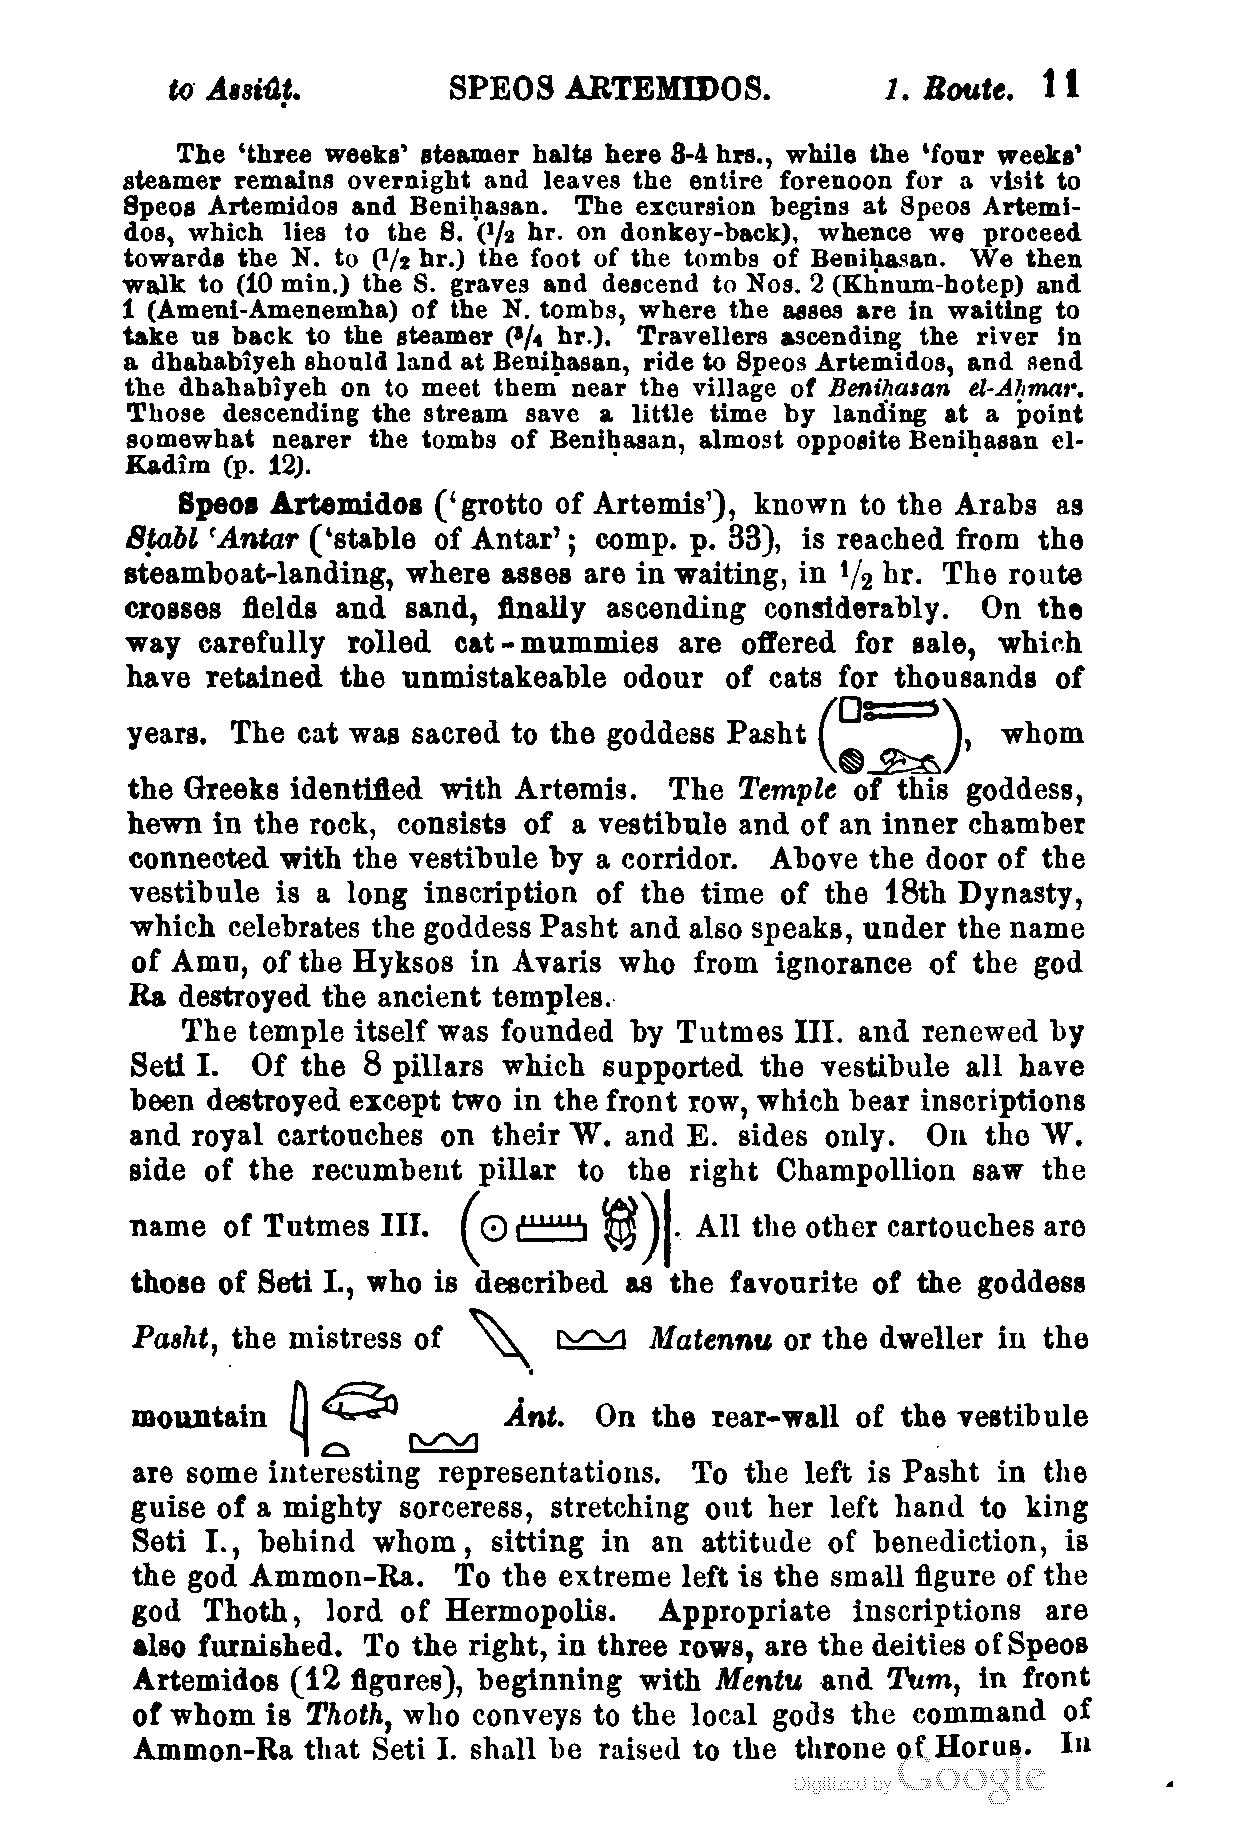 to Assiûṭ. SPEOS ARTEMIDOS. 1. Route. 11
The ‘three weeks’ steamer halts here 3-4 hrs., while the ‘four weeks’
steamer remains overnight and leaves the entire forenoon for a visit to
Speos Artemidos and Beniḥasan. The excursion begins at Speos Artemi-
dos, which lies to the S. (1/2 hr. on donkey-back), whence we proceed
towards the N. to (1/2 hr.) the foot of the tombs of Beniḥasan. We then
walk to (10 min.) the S. graves and descend to Nos. 2 (Khnum-hotep) and
1 (Ameni-Amenemha) of the N. tombs, where the asses are in waiting to
take us back to the steamer (3/4 hr.). Travellers ascending the river in
a dhahabîyeh should land at Beniḥasan, ride to Speos Artemidos, and send
the dhahabîyeh on to meet them near the village of Beniḥasan el-Aḥmar.
Those descending the stream save a little time by landing at a point
somewhat nearer the tombs of Beniḥasan, almost opposite Beniḥasan el-
Kadîm (p. 12).
Speos Artemidos (‘grotto of Artemis’), known to the Arabs as
Sṭabl ‘Antar (‘stable of Antar’; comp. p. 33), is reached from the
steamboat-landing, where asses are in waiting, in 1/2 hr. The route
crosses fields and sand, finally ascending considerably. On the
way carefully rolled cat-mummies are offered for sale, which
have retained the unmistakeable odour of cats for thousands of
years. The cat was sacred to the goddess Pasht ( ), whom
the Greeks identified with Artemis. The Temple of this goddess,
hewn in the rock, consists of a vestibule and of an inner chamber
connected with the vestibule by a corridor. Above the door of the
vestibule is a long inscription of the time of the 18th Dynasty,
which celebrates the goddess Pasht and also speaks, under the name
of Amu, of the Hyksos in Avaris who from ignorance of the god
Ra destroyed the ancient temples.
The temple itself was founded by Tutmes III. and renewed by
Seti I. Of the 8 pillars which supported the vestibule all have
been destroyed except two in the front row, which bear inscriptions
and royal cartouches on their W. and E. sides only. On the W.
side of the recumbent pillar to the right Champollion saw the
name of Tutmes III. (𓇳𓏠𓆣). All the other cartouches are
those of Seti I., who is described as the favourite of the goddess
Pasht, the mistress of Matennu or the dweller in the
mountain Ȧnt. On the rear-wall of the vestibule
are some interesting representations. To the left is Pasht in the
guise of a mighty sorceress, stretching out her left hand to king
Seti I., behind whom, sitting in an attitude of benediction, is
the god Ammon-Ra. To the extreme left is the small figure of the
god Thoth, lord of Hermopolis. Appropriate inscriptions are
also furnished. To the right, in three rows, are the deities of Speos
Artemidos (12 figures), beginning with Mentu and Tum, in front
of whom is Thoth, who conveys to the local gods the command of
Ammon-Ra that Seti I. shall be raised to the throne of Horus. In
Digitized by Google